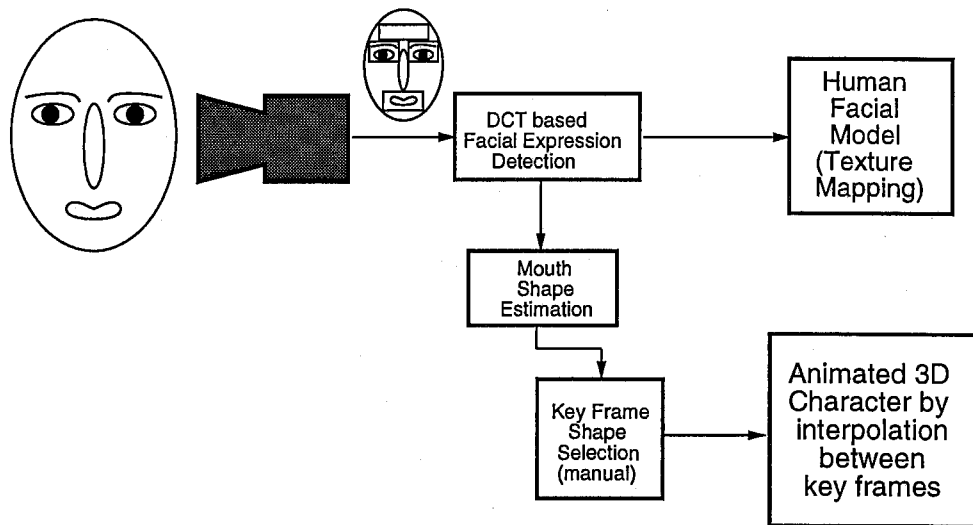 DCT based
Facial Expression
Detection
Human
Facial
Model
(Texture
Mapping)
Mouth
Shape
Estimation
Key Frame
Shape
Selection
(manual)
Animated 3D
Character by
interpolation
between
key frames